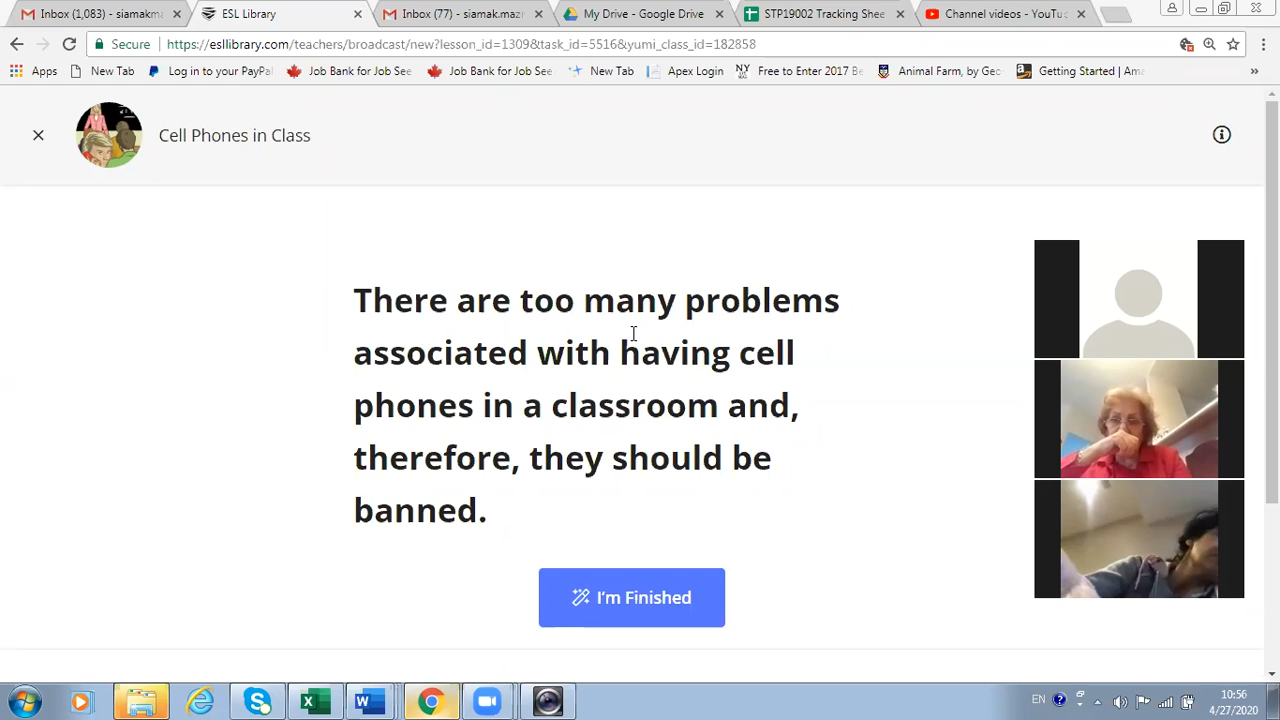 Inbox (1,083) - siamakma
ESL Library
Inbox (77) - siamak.mazr
My Drive - Google Drive
STP19002 Tracking Shee
Channel videos - YouTu
Secure
https://esllibrary.com/teachers/broadcast/new?lesson_id=1309&task_id=5516&yumi_class_id=182858
Apps
New Tab
Log in to your PayPal
Job Bank for Job See
Job Bank for Job See
New Tab
Apex Login
NY
Free to Enter 2017 Be
Animal Farm, by Geo
Getting Started | Ama
Cell Phones in Class
There are too many problems
associated with having cell
phones in a classroom and,
therefore, they should be
banned.
I'm Finished
EN
10:56
4/27/2020